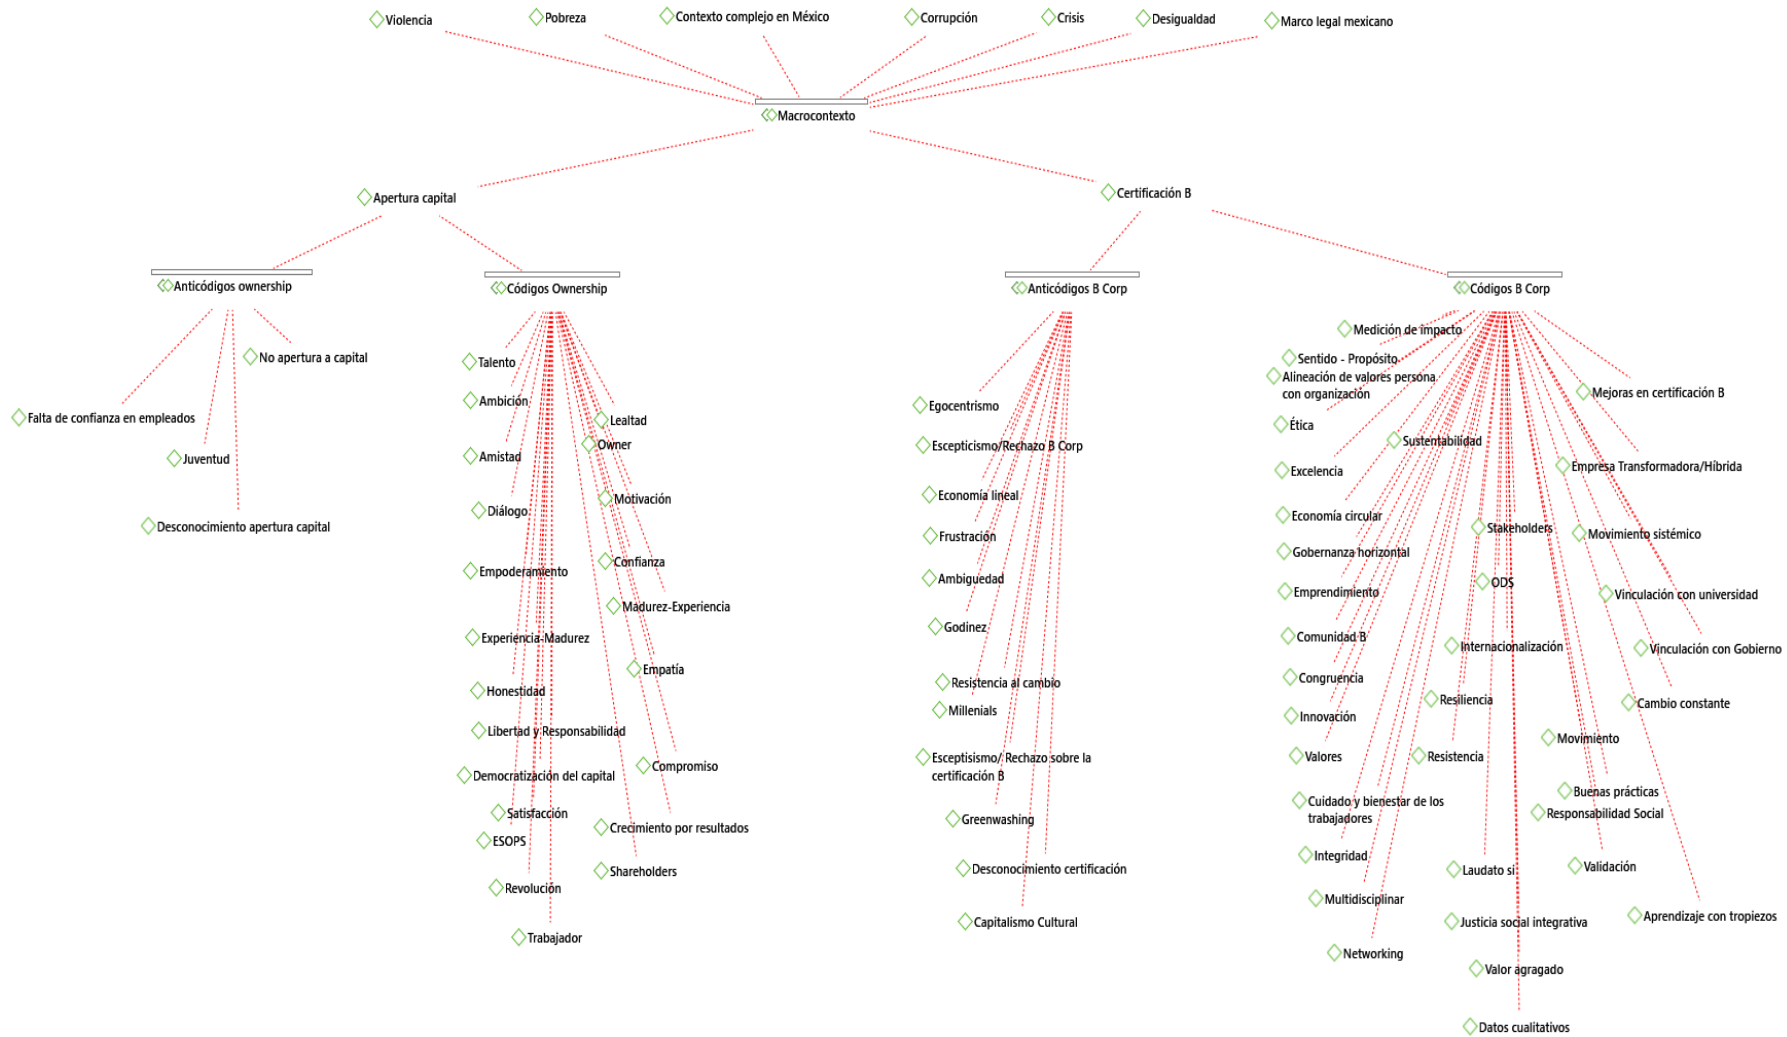 Violencia
Pobreza
Contexto complejo en México
Corrupción
Crisis
Desigualdad
Marco legal mexicano
Macrocontexto
Apertura capital
Certificación B
Anticódigos ownership
Códigos Ownership
Anticódigos B Corp
Códigos B Corp
No apertura a capital
Falta de confianza en empleados
Juventud
Desconocimiento apertura capital
Talento
Ambición
Lealtad
Owner
Amistad
Motivación
Diálogo
Confianza
Empoderamiento
Madurez-Experiencia
Experiencia-Madurez
Empatía
Honestidad
Libertad y Responsabilidad
Compromiso
Democratización del capital
Satisfacción
Crecimiento por resultados
ESOPS
Shareholders
Revolución
Trabajador
Egocentrismo
Escepticismo/Rechazo B Corp
Economía lineal
Frustración
Ambiguedad
Godinez
Resistencia al cambio
Millenials
Esceptisismo/ Rechazo sobre la
certificación B
Greenwashing
Desconocimiento certificación
Capitalismo Cultural
Medición de impacto
Sentido - Propósito
Alineación de valores persona
con organización
Mejoras en certificación B
Ética
Sustentabilidad
Excelencia
Empresa Transformadora/Híbrida
Economía circular
Stakeholders
Movimiento sistémico
Gobernanza horizontal
ODS
Emprendimiento
Vinculación con universidad
Comunidad B
Internacionalización
Vinculación con Gobierno
Congruencia
Resiliencia
Cambio constante
Innovación
Movimiento
Valores
Resistencia
Buenas prácticas
Cuidado y bienestar de los
trabajadores
Responsabilidad Social
Integridad
Laudato si
Validación
Multidisciplinar
Aprendizaje con tropiezos
Justicia social integrativa
Networking
Valor agragado
Datos cualitativos